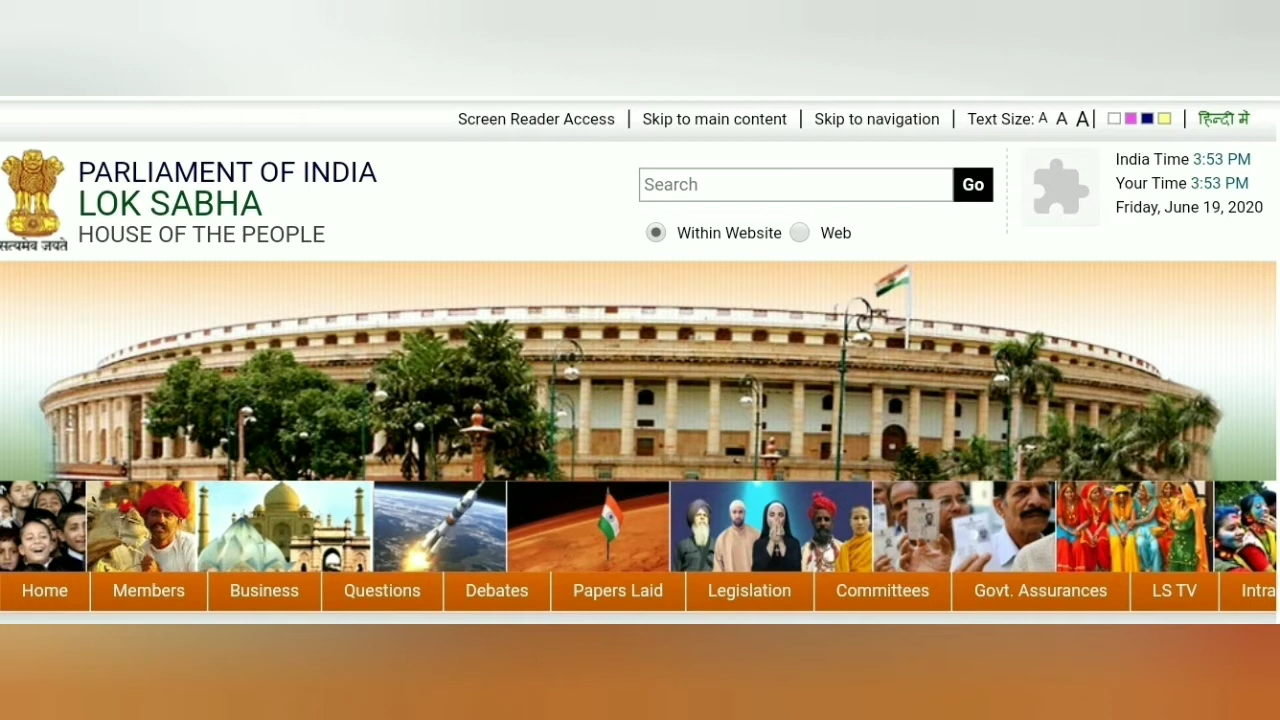 Screen Reader Access | Skip to main content | Skip to navigation | Text Size: A A A | | हिन्दी में
PARLIAMENT OF INDIA
LOK SABHA
HOUSE OF THE PEOPLE
सत्यमेव जयते
Search Go
Within Website Web
India Time 3:53 PM
Your Time 3:53 PM
Friday, June 19, 2020
Home Members Business Questions Debates Papers Laid Legislation Committees Govt. Assurances LS TV Intra